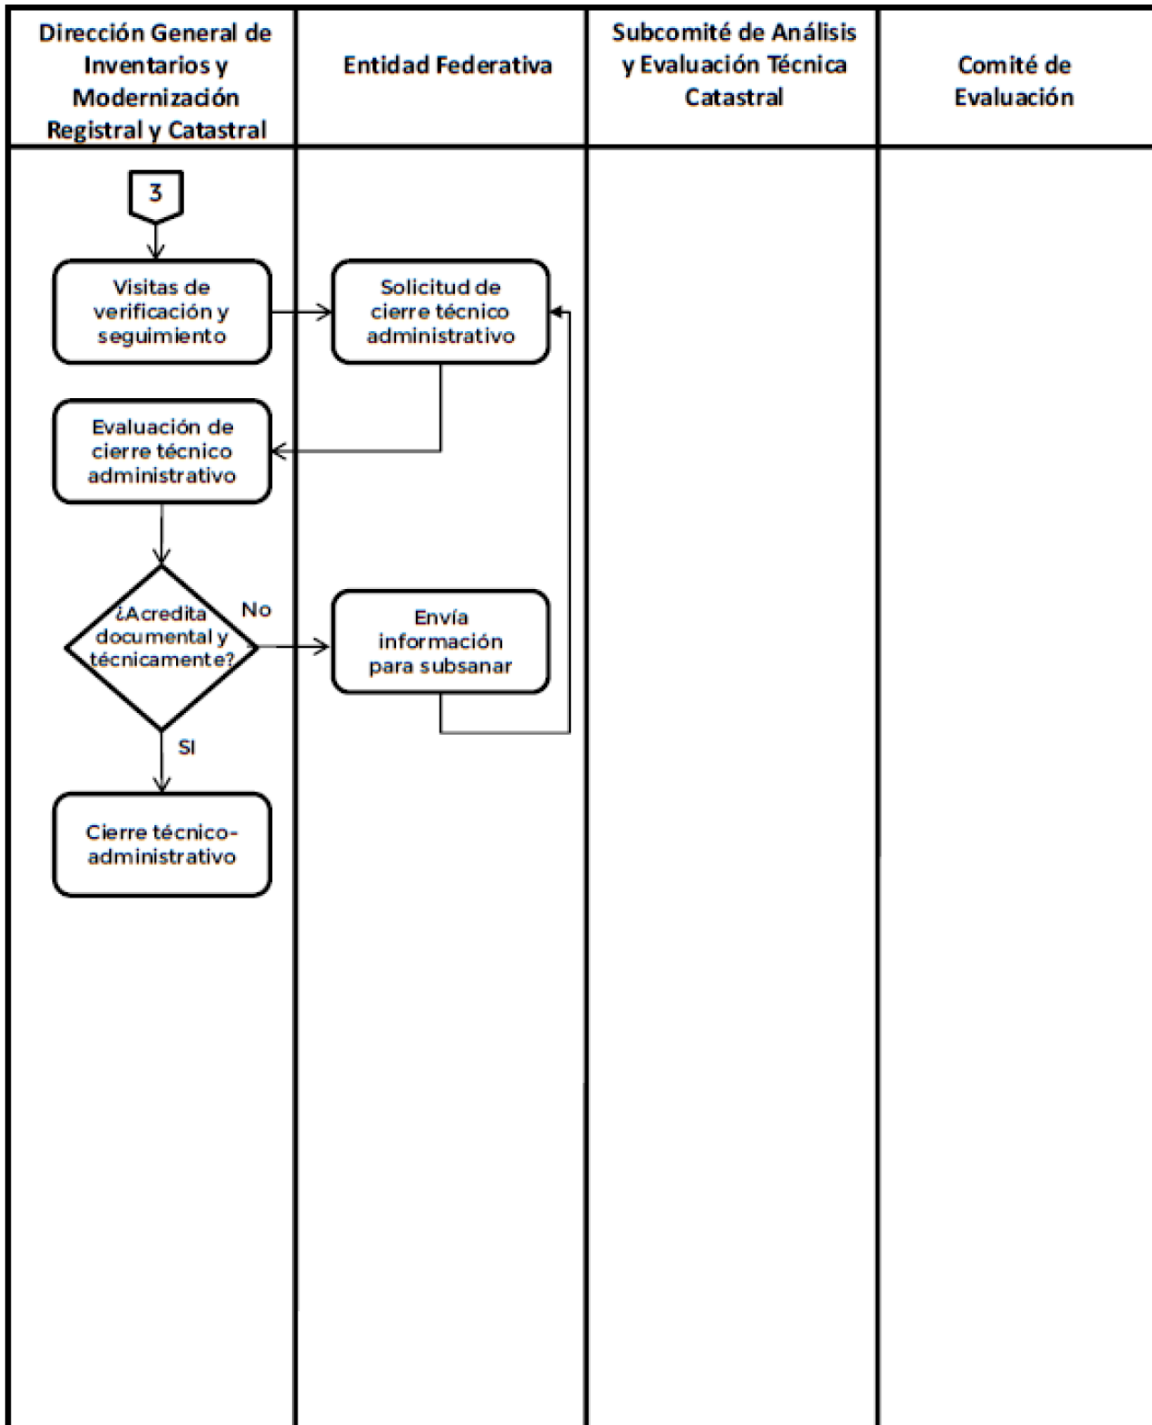 Dirección General de
Inventarios y
Modernización
Registral y Catastral
Entidad Federativa
Subcomité de Análisis
y Evaluación Técnica
Catastral
Comité de
Evaluación
3
Visitas de
verificación y
seguimiento
Solicitud de
cierre técnico
administrativo
Evaluación de
cierre técnico
administrativo
¿Acredita
documental y
técnicamente?
No
Envía
información
para subsanar
SI
Cierre técnico-
administrativo